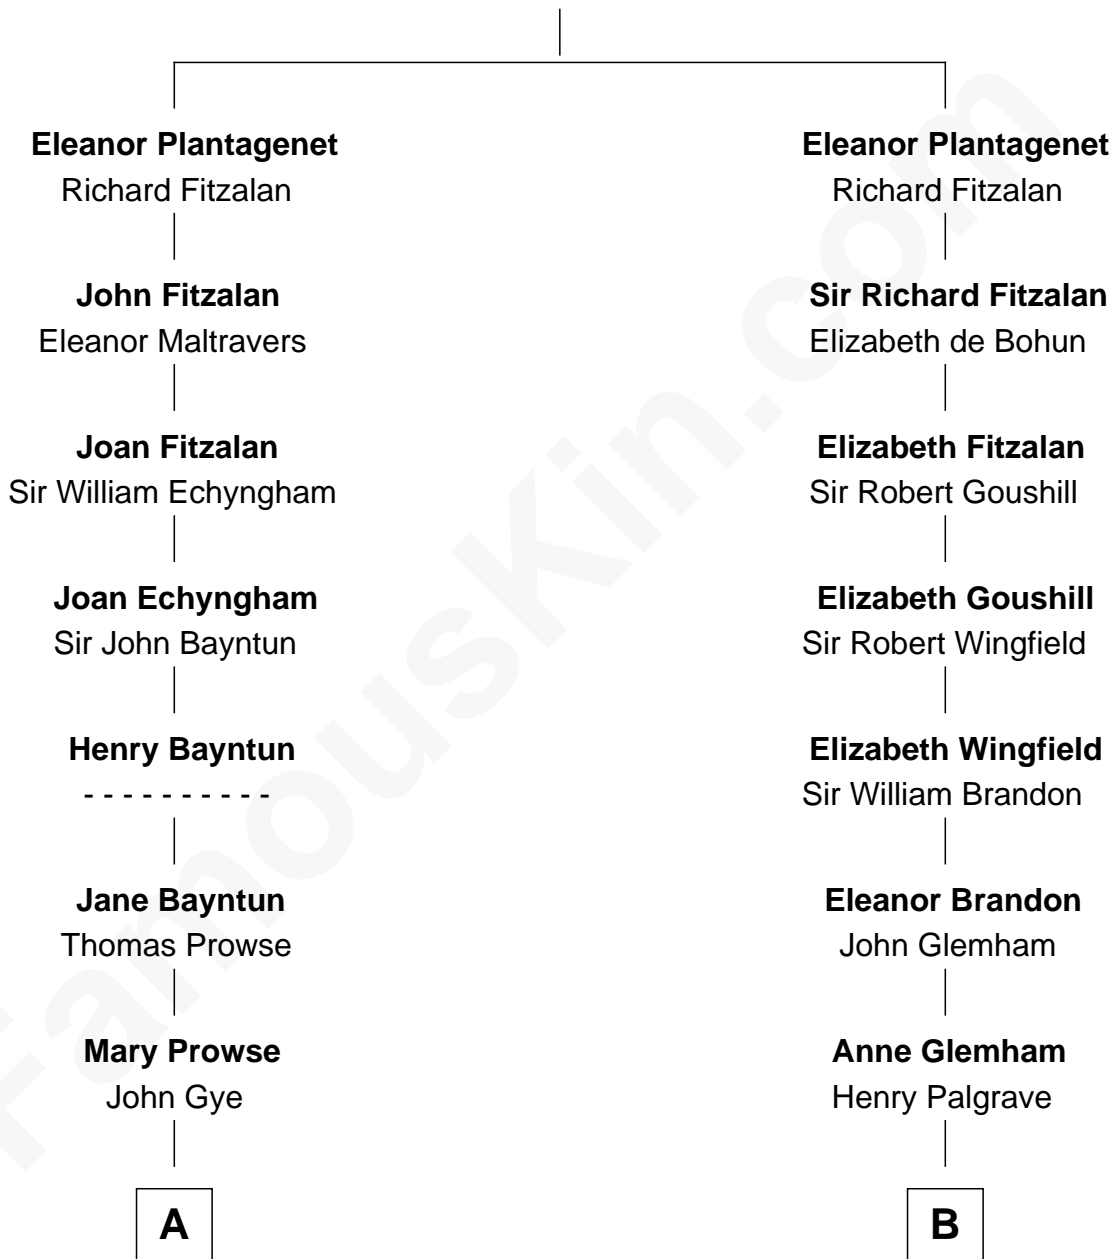 Eleanor Plantagenet
Richard Fitzalan
John Fitzalan
Eleanor Maltravers
Joan Fitzalan
Sir William Echyngham
Joan Echyngham
Sir John Bayntun
Henry Bayntun
- - - - - - - - - -
Jane Bayntun
Thomas Prowse
Mary Prowse
John Gye
A
Eleanor Plantagenet
Richard Fitzalan
Sir Richard Fitzalan
Elizabeth de Bohun
Elizabeth Fitzalan
Sir Robert Goushill
Elizabeth Goushill
Sir Robert Wingfield
Elizabeth Wingfield
Sir William Brandon
Eleanor Brandon
John Glemham
Anne Glemham
Henry Palgrave
B
FamousKin.com